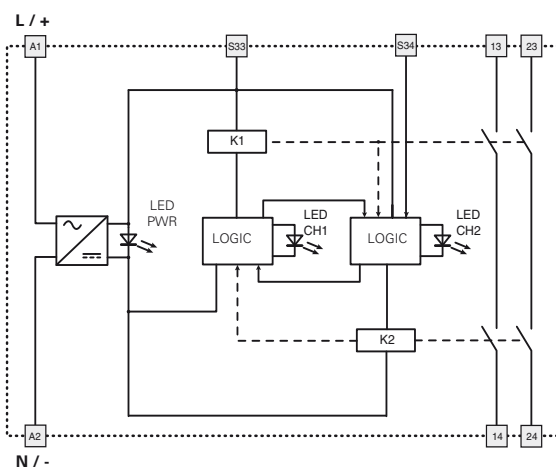 L / +
A1
S33
S34
13
23
K1
LED
PWR
LOGIC
LED
CH1
LOGIC
LED
CH2
K2
A2
14
24
N / -